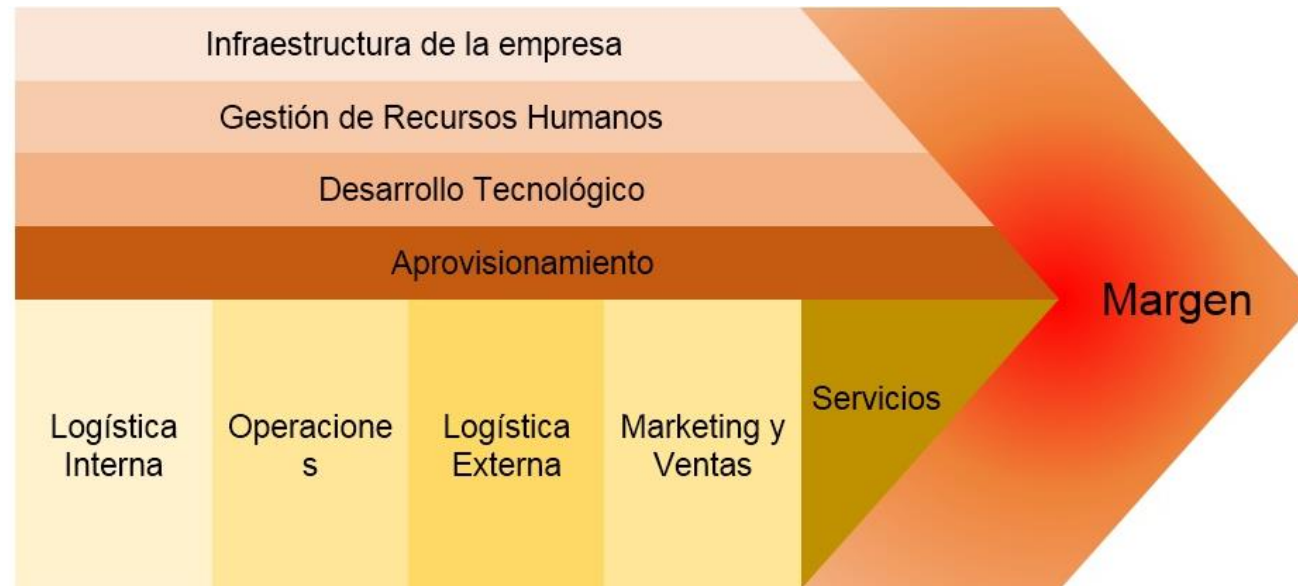 Infraestructura de la empresa
Gestión de Recursos Humanos
Desarrollo Tecnológico
Aprovisionamiento
Margen
Logística
Interna
Operacione
s
Logística
Externa
Marketing y
Ventas
Servicios